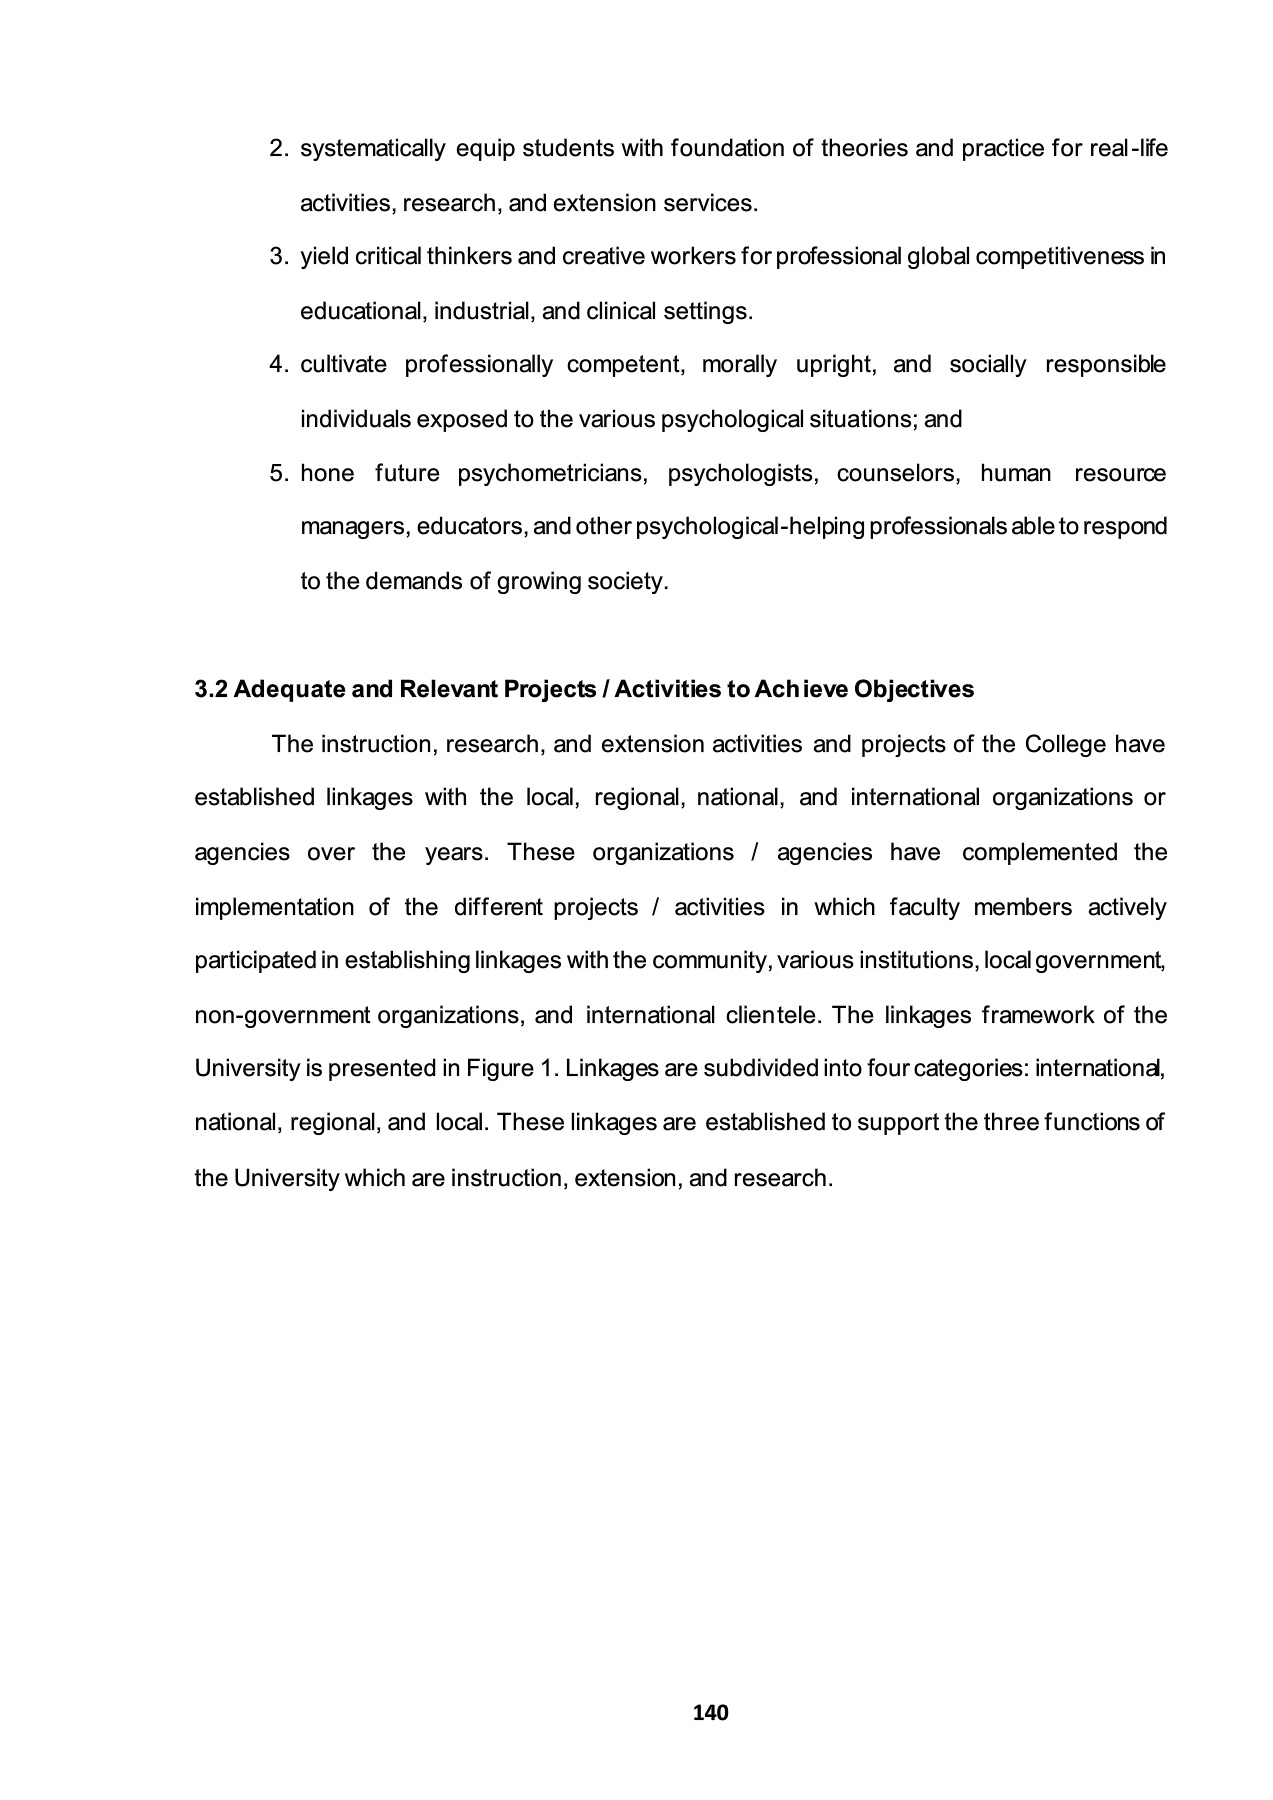 2. systematically equip students with foundation of theories and practice for real-life
activities, research, and extension services.
3. yield critical thinkers and creative workers for professional global competitiveness in
educational, industrial, and clinical settings.
4. cultivate professionally competent, morally upright, and socially responsible
individuals exposed to the various psychological situations; and
5. hone future psychometricians, psychologists, counselors, human resource
managers, educators, and other psychological-helping professionals able to respond
to the demands of growing society.
3.2 Adequate and Relevant Projects / Activities to Achieve Objectives
The instruction, research, and extension activities and projects of the College have
established linkages with the local, regional, national, and international organizations or
agencies over the years. These organizations / agencies have complemented the
implementation of the different projects / activities in which faculty members actively
participated in establishing linkages with the community, various institutions, local government,
non-government organizations, and international clientele. The linkages framework of the
University is presented in Figure 1. Linkages are subdivided into four categories: international,
national, regional, and local. These linkages are established to support the three functions of
the University which are instruction, extension, and research.
140